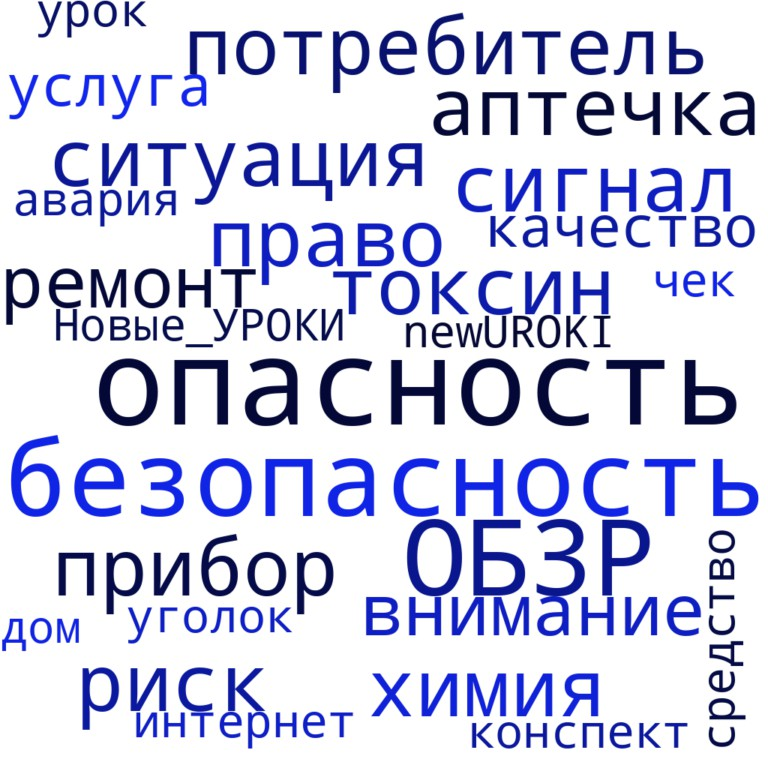 урок
потребитель
услуга
аптечка
ситуация
сигнал
авария
качество
право
ремонт
токсин
чек
Новые_УРОКИ
newUROKI
опасность
безопасность
ОБЗР
прибор
средство
внимание
уголок
дом
риск
химия
интернет
конспект